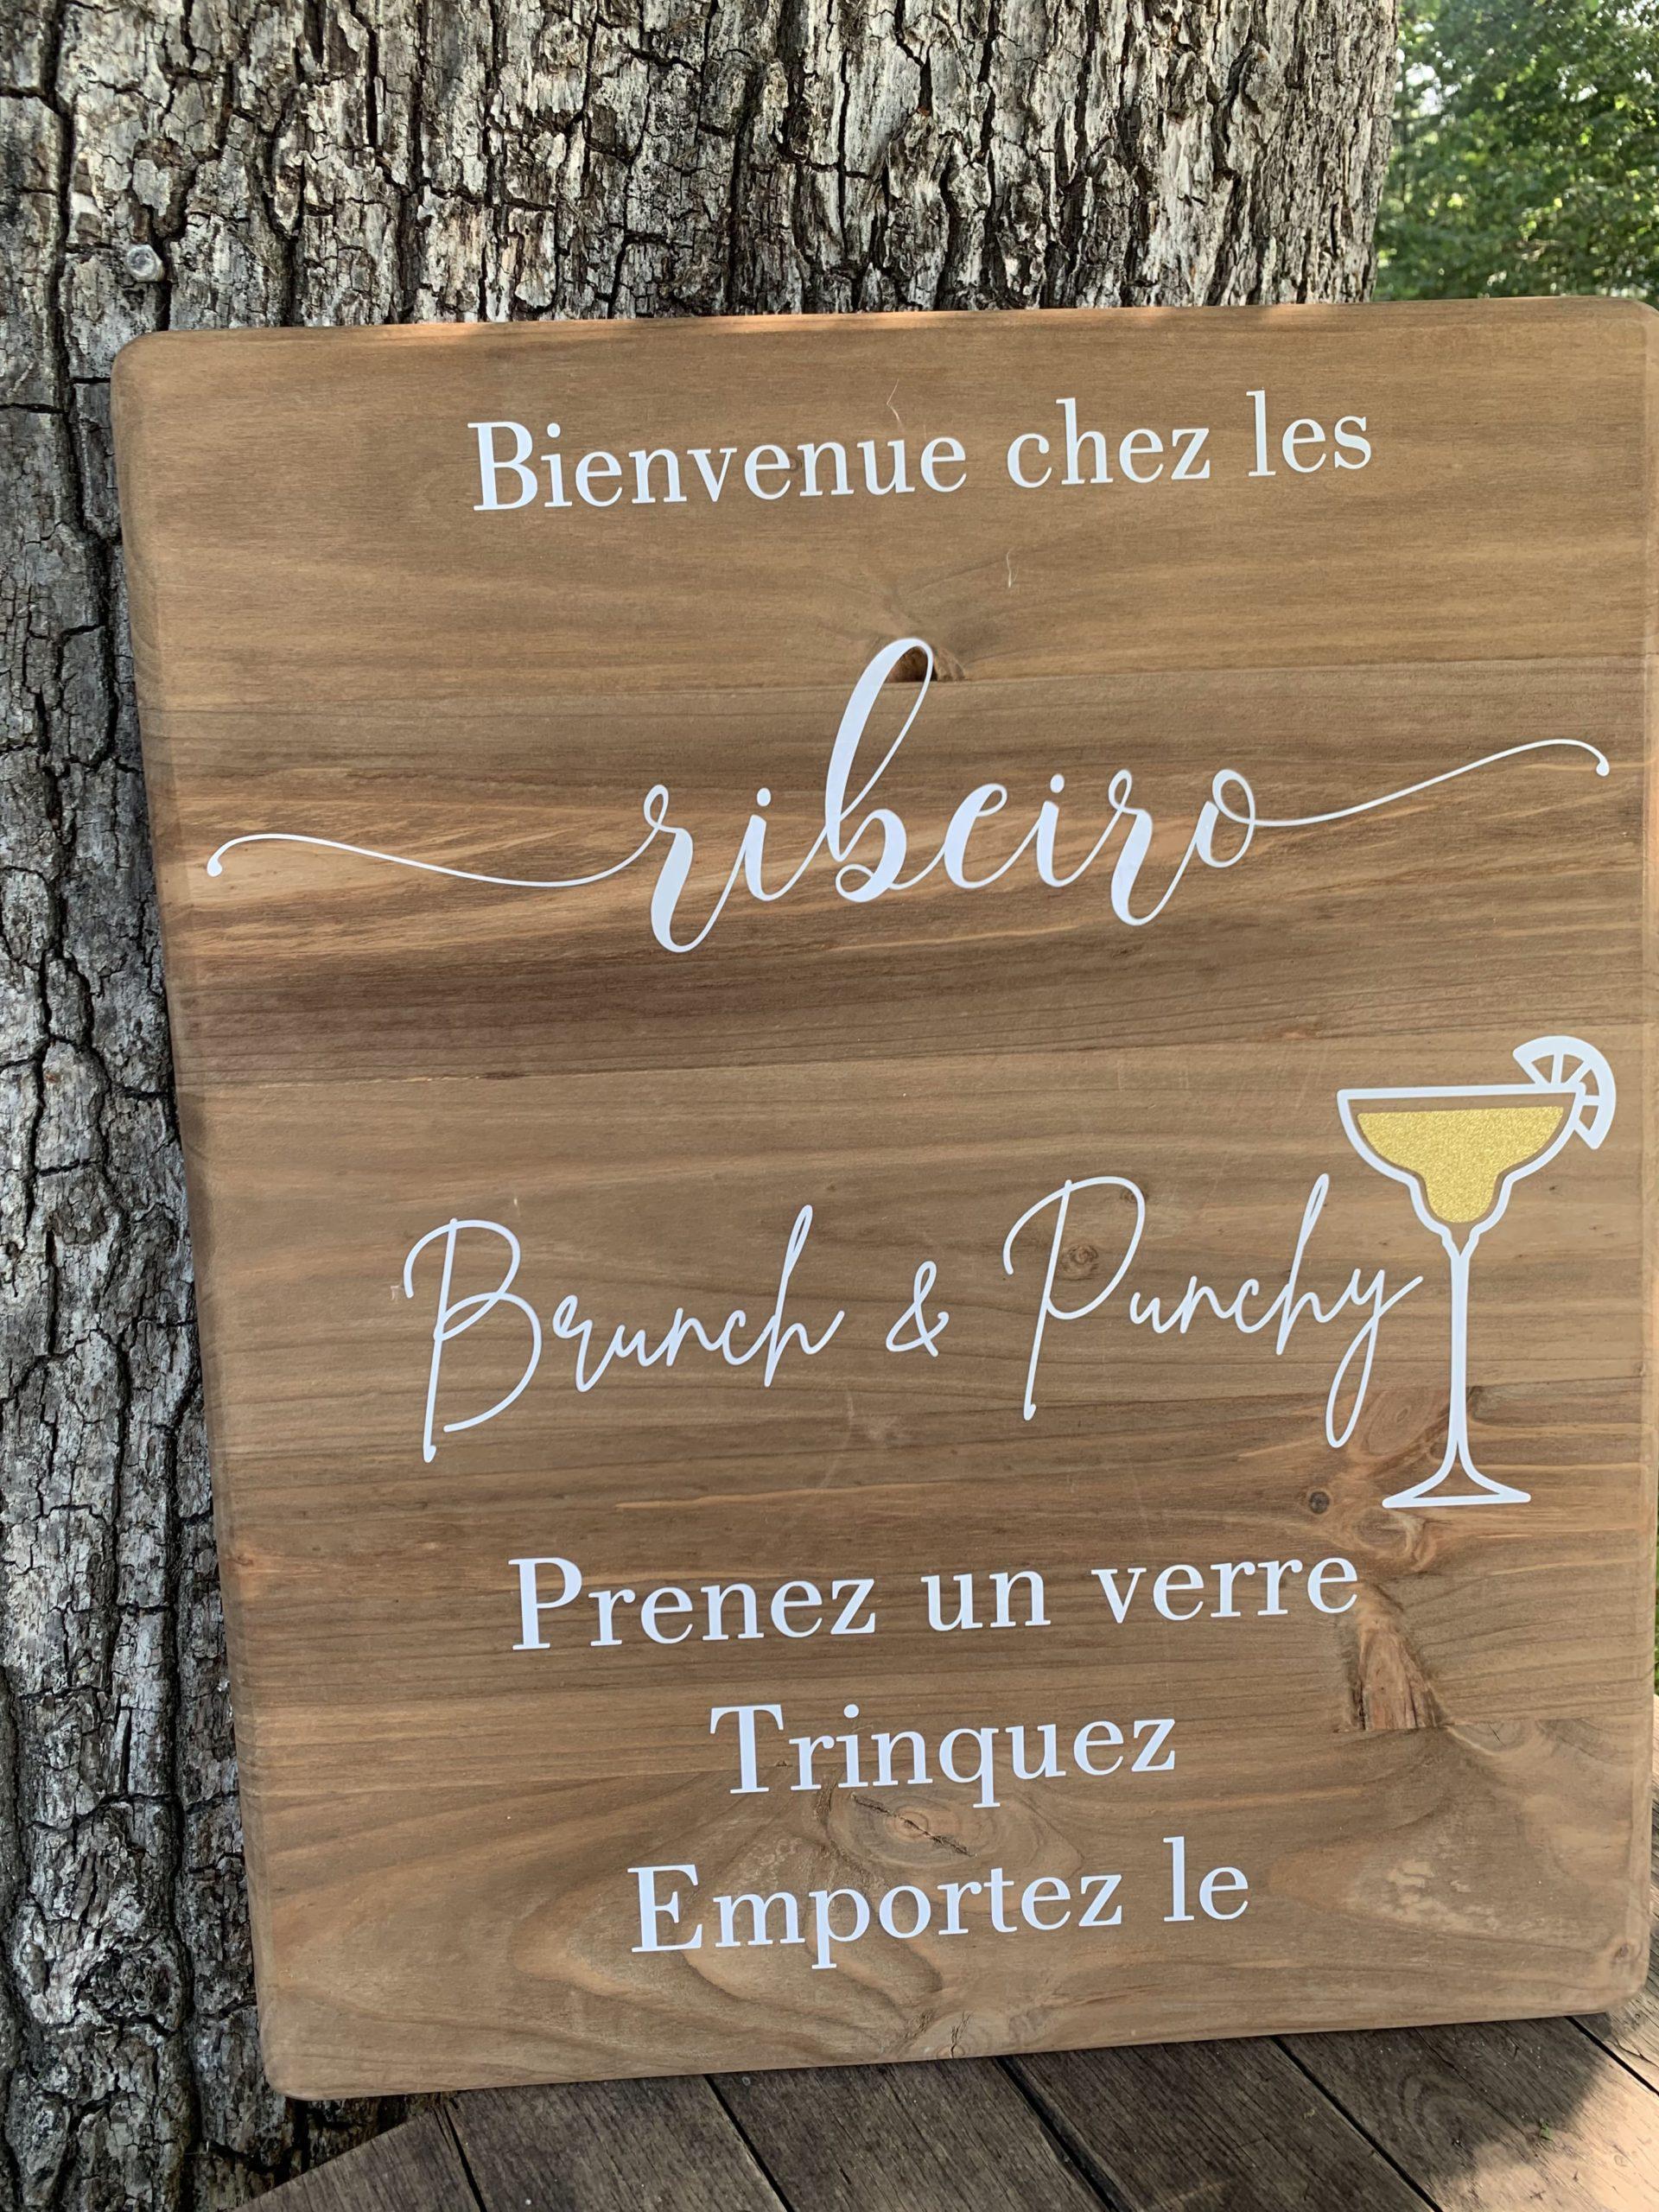 Bienvenue chez les
ribeiro
Brunch & Punchy
Prenez un verre
Trinquez
Emportez le